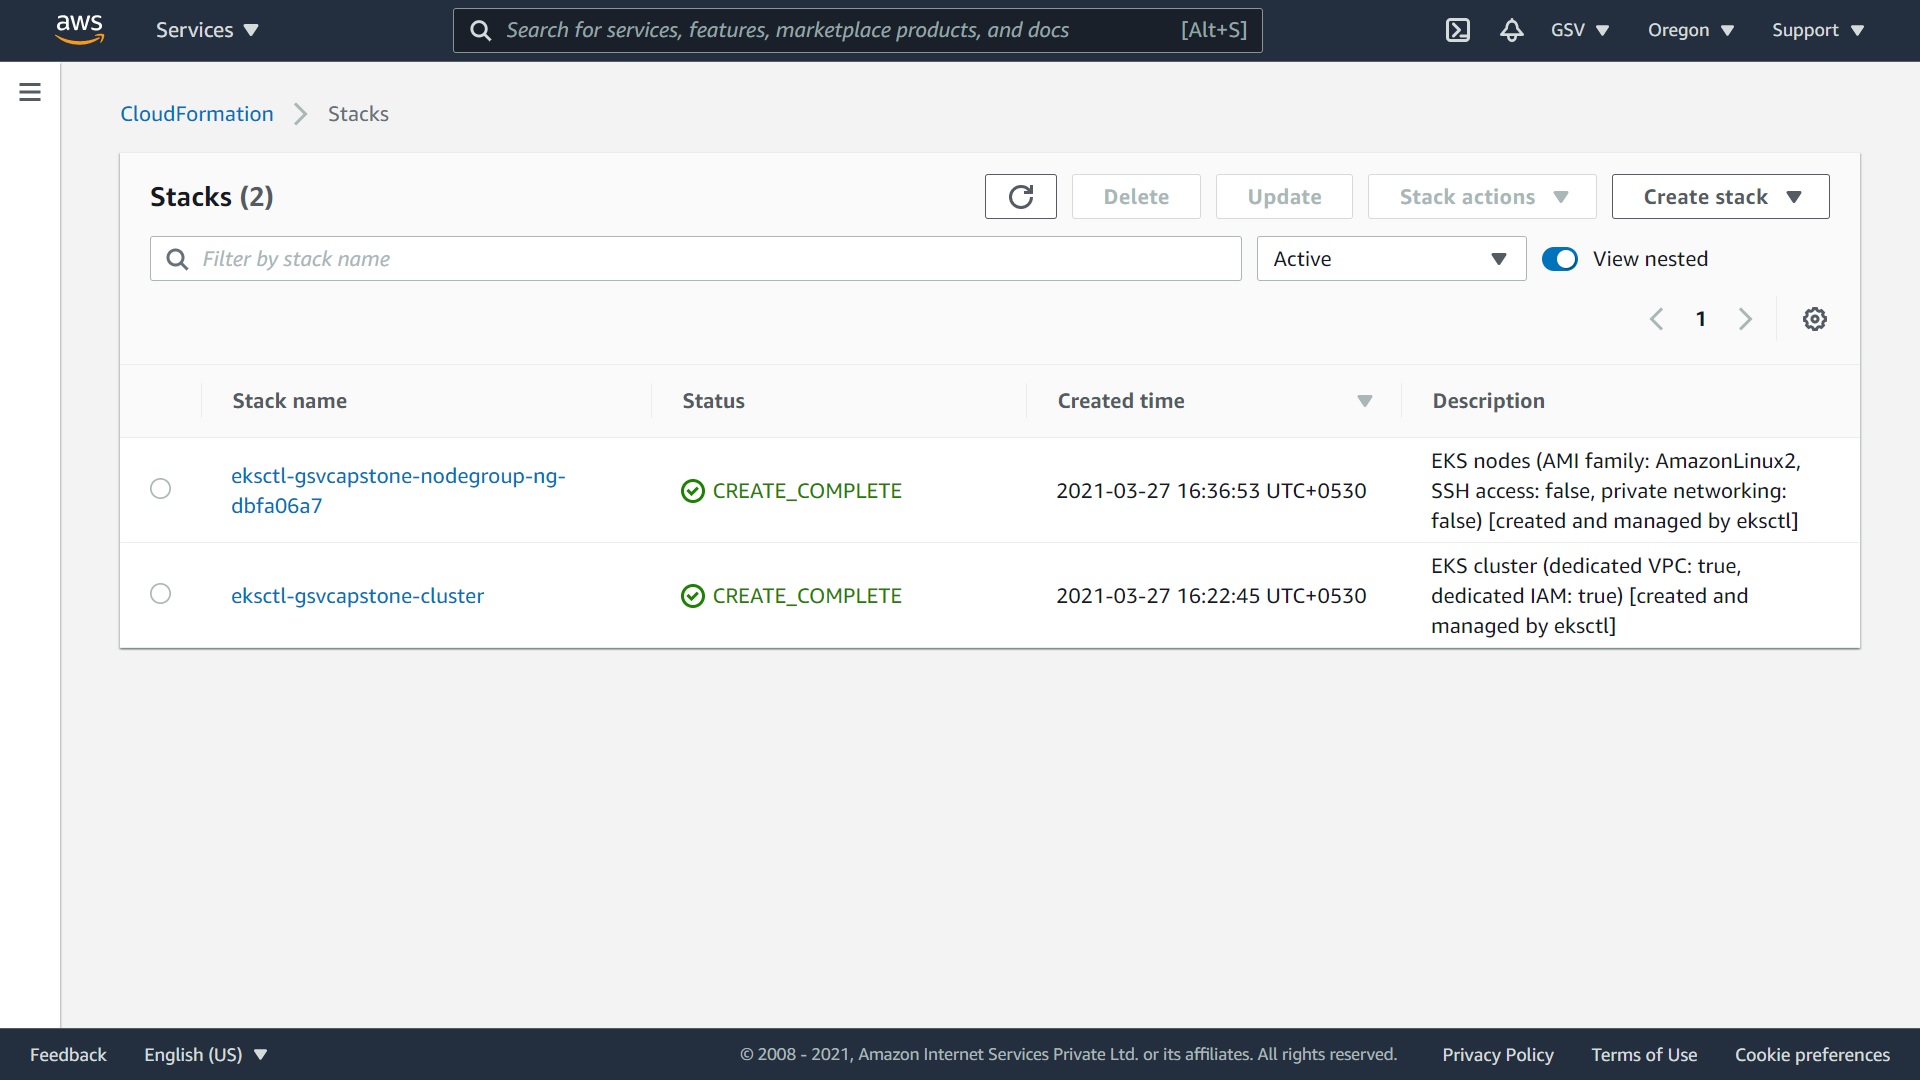 aws
Services
Search for services, features, marketplace products, and docs
[Alt+S]
GSV
Oregon
Support
CloudFormation
Stacks
Stacks (2)
Delete
Update
Stack actions
Create stack
Filter by stack name
Active
View nested
1
Stack name
Status
Created time
Description
eksctl-gsvcapstone-nodegroup-ng-
dbfa06a7
CREATE_COMPLETE
2021-03-27 16:36:53 UTC+0530
EKS nodes (AMI family: AmazonLinux2,
SSH access: false, private networking:
false) [created and managed by eksctl]
eksctl-gsvcapstone-cluster
CREATE_COMPLETE
2021-03-27 16:22:45 UTC+0530
EKS cluster (dedicated VPC: true,
dedicated IAM: true) [created and
managed by eksctl]
Feedback
English (US)
© 2008 - 2021, Amazon Internet Services Private Ltd. or its affiliates. All rights reserved.
Privacy Policy
Terms of Use
Cookie preferences